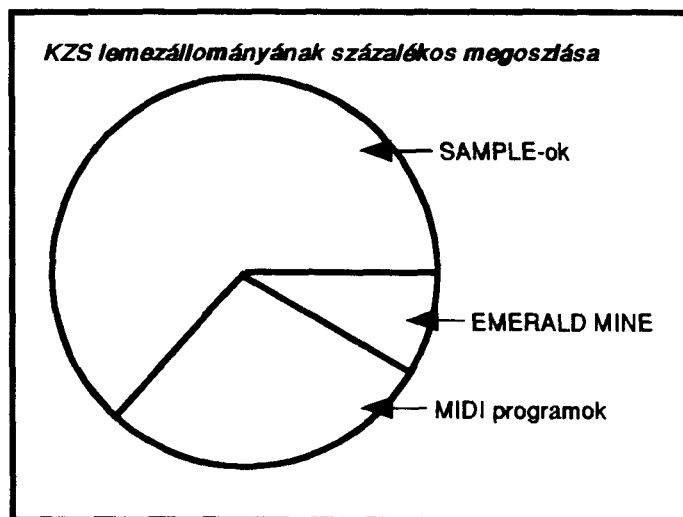 KZS lemezállományának százalékos megoszlása
SAMPLE-ok
EMERALD MINE
MIDI programok